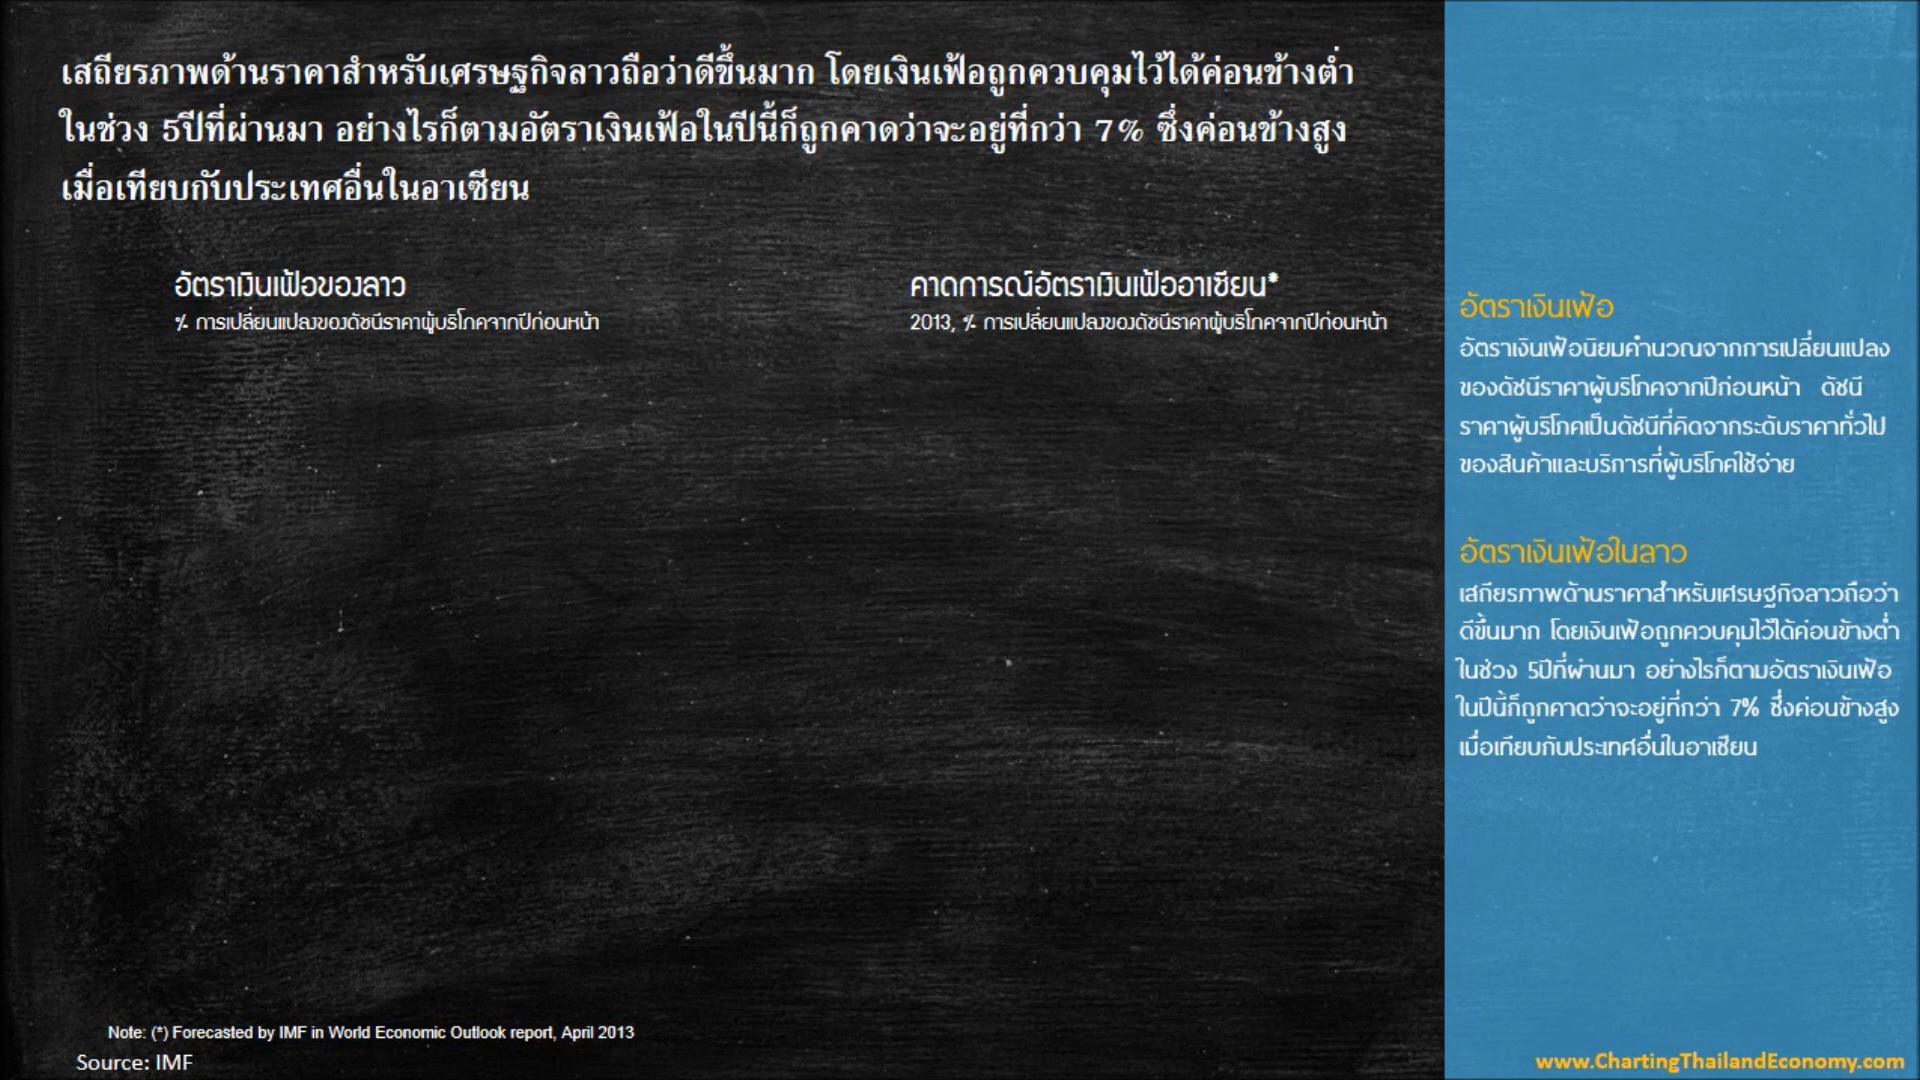 เสถียรภาพด้านราคาสำหรับเศรษฐกิจลาวถือว่าดีขึ้นมาก โดยเงินเฟ้อถูกควบคุมไว้ได้ค่อนข้างต่ำ
ในช่วง 5ปีที่ผ่านมา อย่างไรก็ตามอัตราเงินเฟ้อในปีนี้ก็ถูกคาดว่าจะอยู่ที่กว่า 7% ซึ่งค่อนข้างสูง
เมื่อเทียบกับประเทศอื่นในอาเซียน
อัตราเงินเฟ้อของลาว
% การเปลี่ยนแปลงของดัชนีราคาผู้บริโภคจากปีก่อนหน้า
คาดการณ์อัตราเงินเฟ้ออาเซียน*
2013, % การเปลี่ยนแปลงของดัชนีราคาผู้บริโภคจากปีก่อนหน้า
อัตราเงินเฟ้อ
อัตราเงินเฟ้อนิยมคำนวณจากการเปลี่ยนแปลง
ของดัชนีราคาผู้บริโภคจากปีก่อนหน้า ดัชนี
ราคาผู้บริโภคเป็นดัชนีที่คิดจากระดับราคาทั่วไป
ของสินค้าและบริการที่ผู้บริโภคใช้จ่าย
อัตราเงินเฟ้อในลาว
เสถียรภาพด้านราคาสำหรับเศรษฐกิจลาวถือว่า
ดีขึ้นมาก โดยเงินเฟ้อถูกควบคุมไว้ได้ค่อนข้างต่ำ
ในช่วง 5ปีที่ผ่านมา อย่างไรก็ตามอัตราเงินเฟ้อ
ในปีนี้ก็ถูกคาดว่าจะอยู่ที่กว่า 7% ซึ่งค่อนข้างสูง
เมื่อเทียบกับประเทศอื่นในอาเซียน
Note: (*) Forecasted by IMF in World Economic Outlook report, April 2013
Source: IMF
www.ChartingThailandEconomy.com